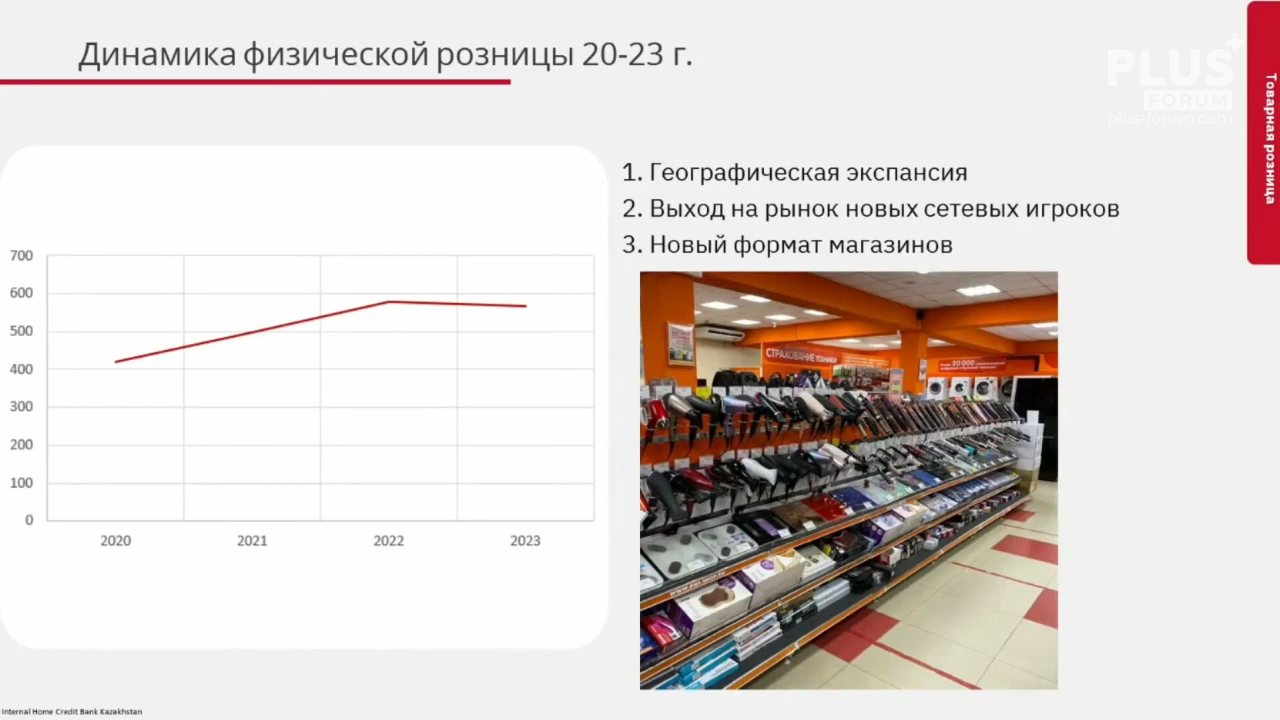 Динамика физической розницы 20-23 г.
PLUS+
FORUM
plus-forum.com
Товарная розница
1. Географическая экспансия
2. Выход на рынок новых сетевых игроков
3. Новый формат магазинов
700
600
500
400
300
200
100
0
2020
2021
2022
2023
СТРАХОВАНИЕ ТЕХНИКИ
20 000
Internal Home Credit Bank Kazakhstan